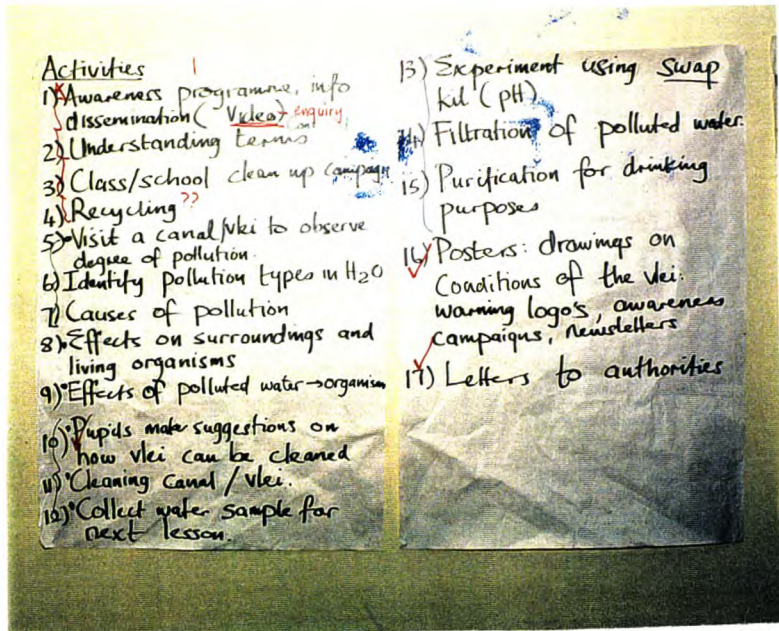 Activities
1) Awareness programme, info
dissemination ( Video) enquiry
2) Understanding terms
3) Class/school clean up campaign
4) Recycling ??
5) Visit a canal/vlei to observe
degree of pollution.
6) Identify pollution types in H2O
7) Causes of pollution
8) Effects on surroundings and
living organisms
9) Effects of polluted water → organism
10) Pupils make suggestions on
how vlei can be cleaned
11) Cleaning canal / vlei.
12) Collect water sample for
next lesson.
13) Experiment using swap
kit (pH)
14) Filtration of polluted water.
15) Purification for drinking
purposes
16) Posters: drawings on
Conditions of the vlei.
warning logo's, awareness
campaigns, newsletters
17) Letters to authorities